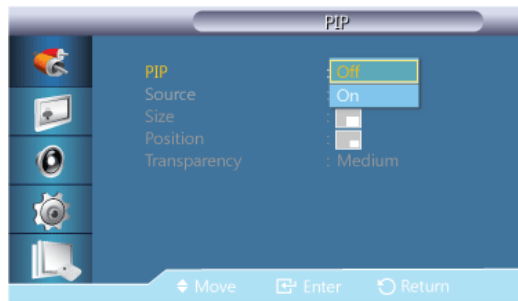 PIP
PIP : Off
Source : On
Size :
Position :
Transparency : Medium
Move Enter Return